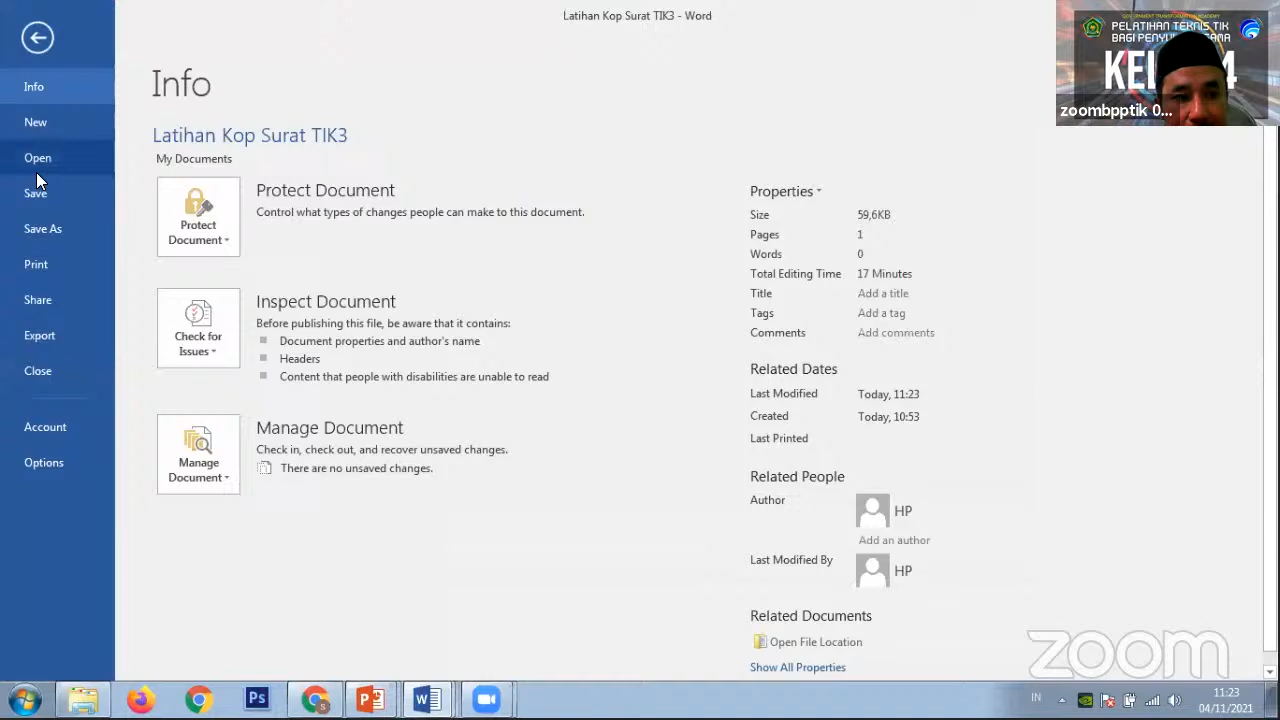 Latihan Kop Surat TIK3 - Word
PELATIHAN TEKNIS TIK
zoombpptik 0...
Info
New
Open
Save
Save As
Print
Share
Export
Close
Account
Options
Info
Latihan Kop Surat TIK3
My Documents
Protect Document
Protect Document
Control what types of changes people can make to this document.
Check for Issues
Inspect Document
Before publishing this file, be aware that it contains:
Document properties and author's name
Headers
Content that people with disabilities are unable to read
Manage Document
Manage Document
Check in, check out, and recover unsaved changes.
There are no unsaved changes.
Properties
Size 59,6KB
Pages 1
Words 0
Total Editing Time 17 Minutes
Title Add a title
Tags Add a tag
Comments Add comments
Related Dates
Last Modified Today, 11:23
Created Today, 10:53
Last Printed
Related People
Author HP
Add an author
Last Modified By HP
Related Documents
Open File Location
Show All Properties
zoom
Ps
IN
11:23
04/11/2021